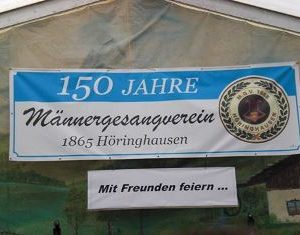 150 JAHRE
Männergesangverein
1865 Höringhausen
Mit Freunden feiern ...